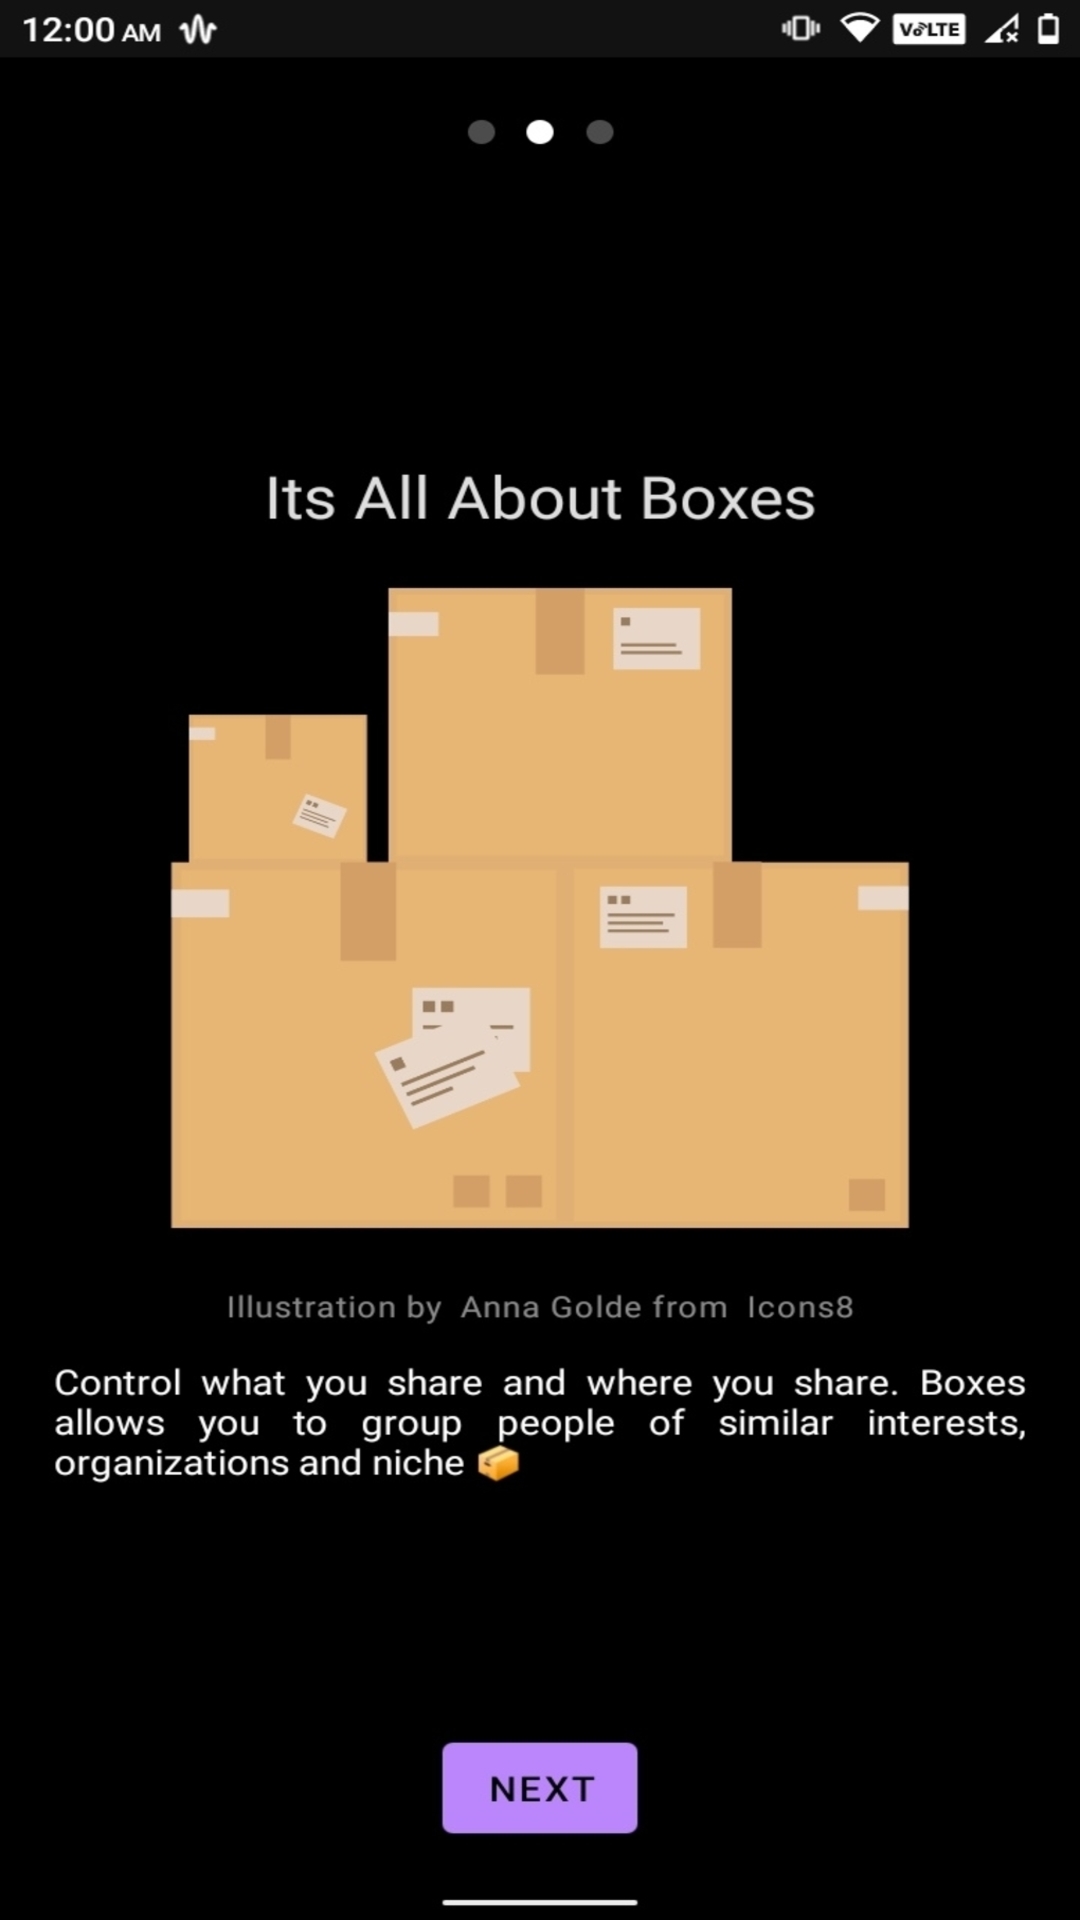 12:00 AM VoLTE
Its All About Boxes
Illustration by Anna Golde from Icons8
Control what you share and where you share. Boxes
allows you to group people of similar interests,
organizations and niche 📦
NEXT